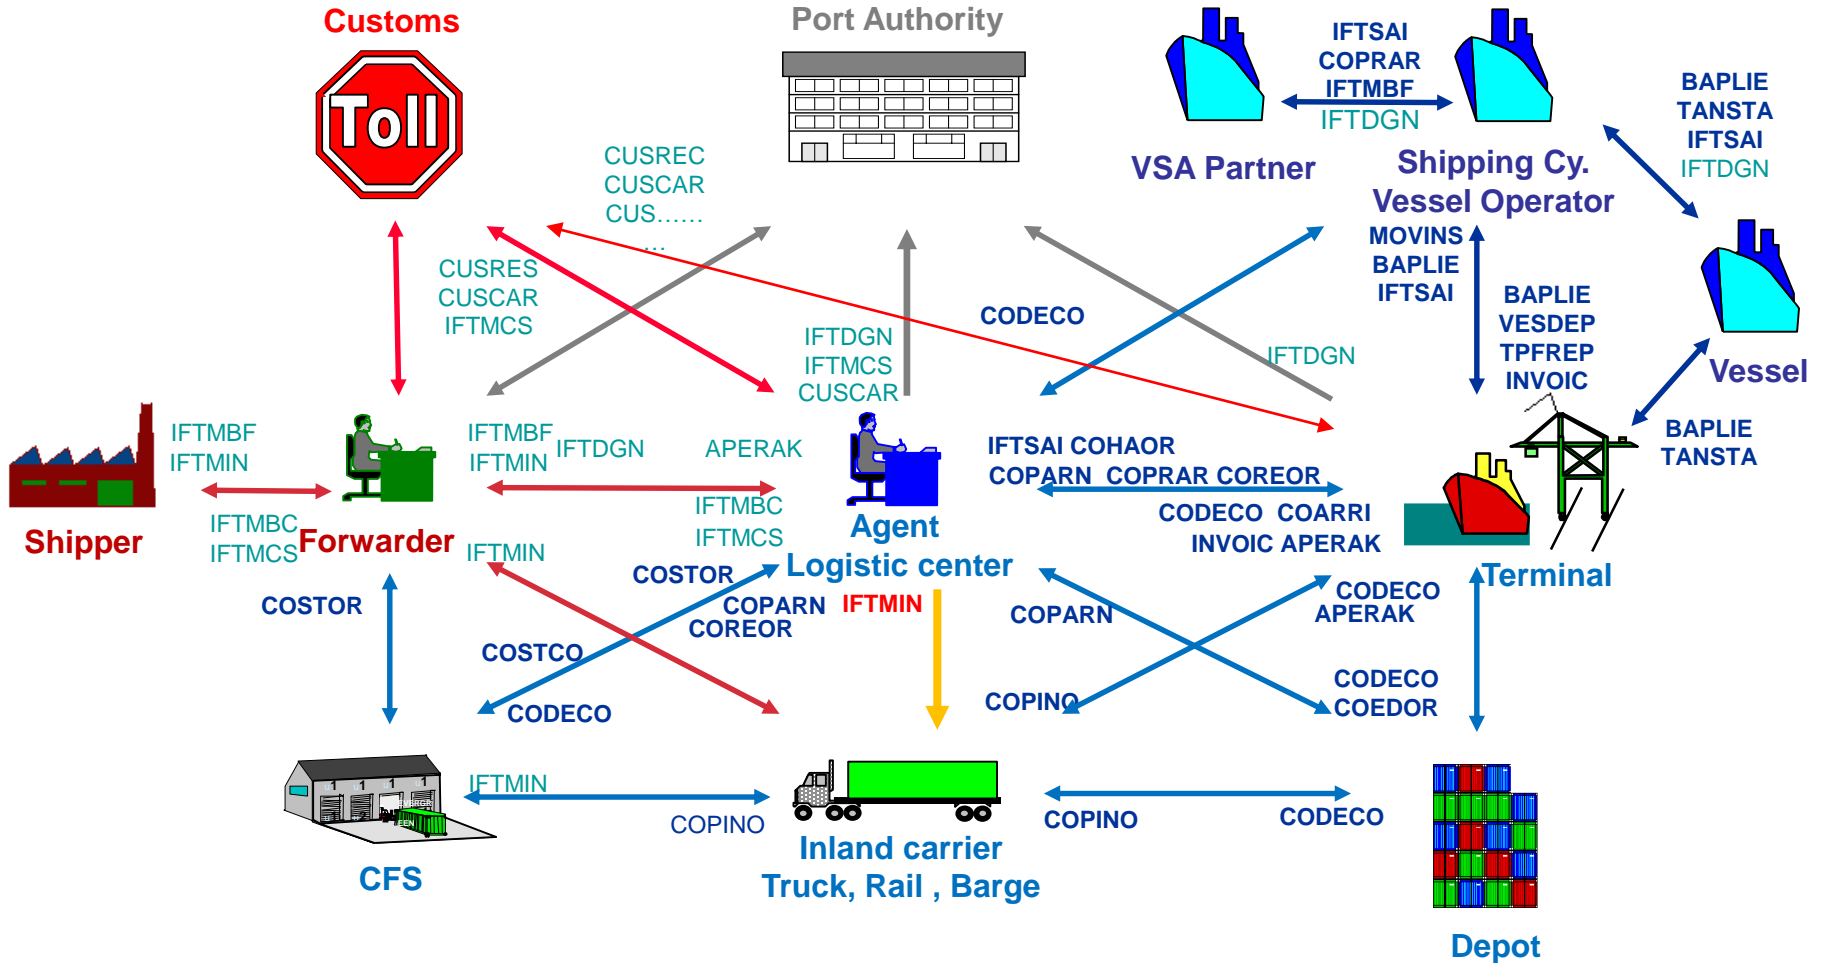 Customs
Port Authority
Toll
IFTSAI
COPRAR
IFTMBF
IFTDGN
BAPLIE
TANSTA
IFTSAI
IFTDGN
VSA Partner
Shipping Cy.
Vessel Operator
CUSREC
CUSCAR
CUS......
...
CUSRES
CUSCAR
IFTMCS
MOVINS
BAPLIE
IFTSAI
CODECO
BAPLIE
VESDEP
TPFREP
INVOIC
IFTDGN
IFTMCS
CUSCAR
IFTDGN
Vessel
IFTMBF
IFTMIN
IFTMBF
IFTMIN
IFTDGN
APERAK
IFTSAI COHAOR
COPARN COPRAR COREOR
BAPLIE
TANSTA
IFTMBC
IFTMCS
Shipper
Forwarder
IFTMIN
IFTMBC
IFTMCS
Agent
Logistic center
CODECO COARRI
INVOIC APERAK
Terminal
COSTOR
COSTOR
COPARN
COREOR
IFTMIN
COPARN
CODECO
APERAK
COSTCO
CODECO
COPINO
CODECO
COEDOR
1 1 1 1
IFTMIN
COPINO
COPINO
CODECO
CFS
Inland carrier
Truck, Rail , Barge
Depot